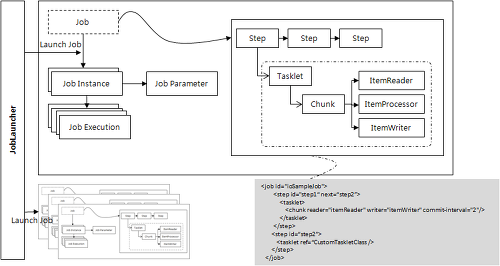 JobLauncher
Job
Launch Job
Job Instance
Job Parameter
Job Execution
Step
Step
Step
Tasklet
Chunk
ItemReader
ItemProcessor
ItemWriter
Launch Job
<job id="ioSampleJob">
<step id="step1" next="step2">
<tasklet>
<chunk reader="itemReader" writer="itemWriter" commit-interval="2"/>
</tasklet>
</step>
<step id="step2">
<tasklet ref="CustomTaskletClass />
</step>
</job>